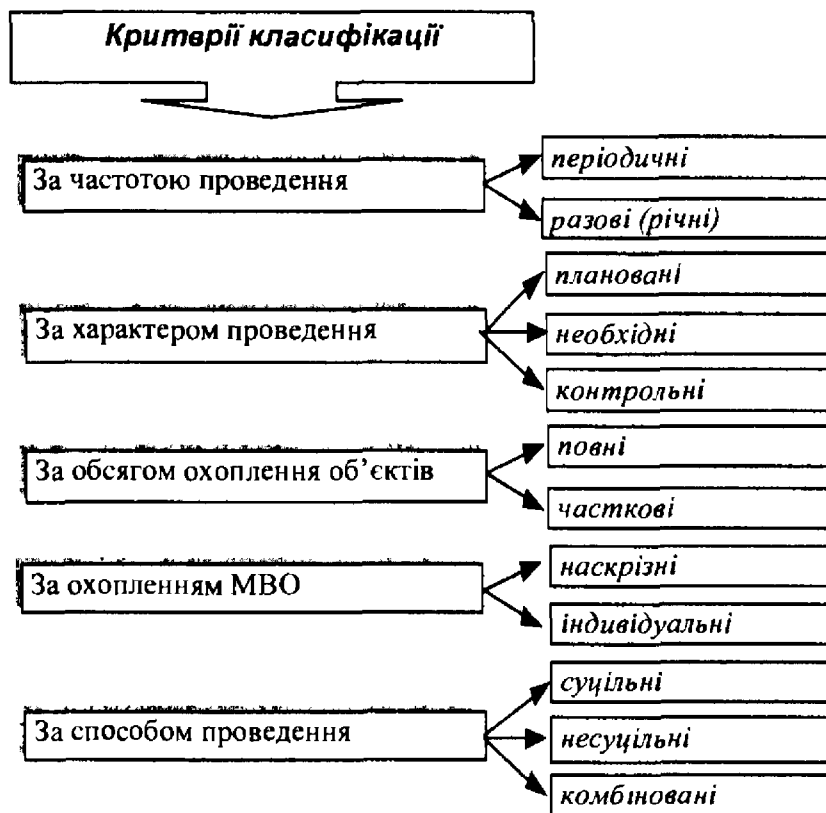 Критврії класифікації
За частотою проведення
періодичні
разові (річні)
За характером проведення
плановані
необхідні
контрольні
За обсягом охоплення об’єктів
повні
часткові
За охопленням МВО
наскрізні
індивідуальні
За способом проведення
суцільні
несуцільні
комбіновані